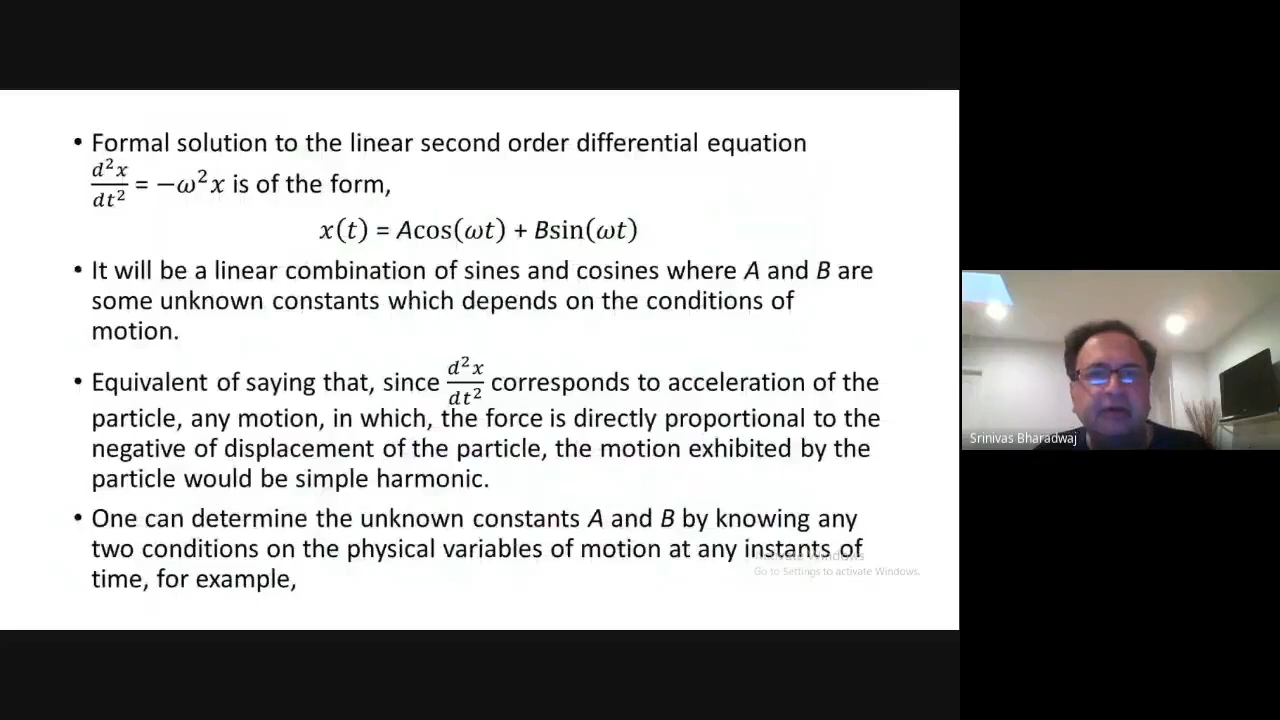 • Formal solution to the linear second order differential equation
d²x/dt² = −ω²x is of the form,
x(t) = Acos(ωt) + Bsin(ωt)
• It will be a linear combination of sines and cosines where A and B are
some unknown constants which depends on the conditions of
motion.
• Equivalent of saying that, since d²x/dt² corresponds to acceleration of the
particle, any motion, in which, the force is directly proportional to the
negative of displacement of the particle, the motion exhibited by the
particle would be simple harmonic.
• One can determine the unknown constants A and B by knowing any
two conditions on the physical variables of motion at any instants of
time, for example,
Windows
Go to Settings to activate Windows.
Srinivas Bharadwaj